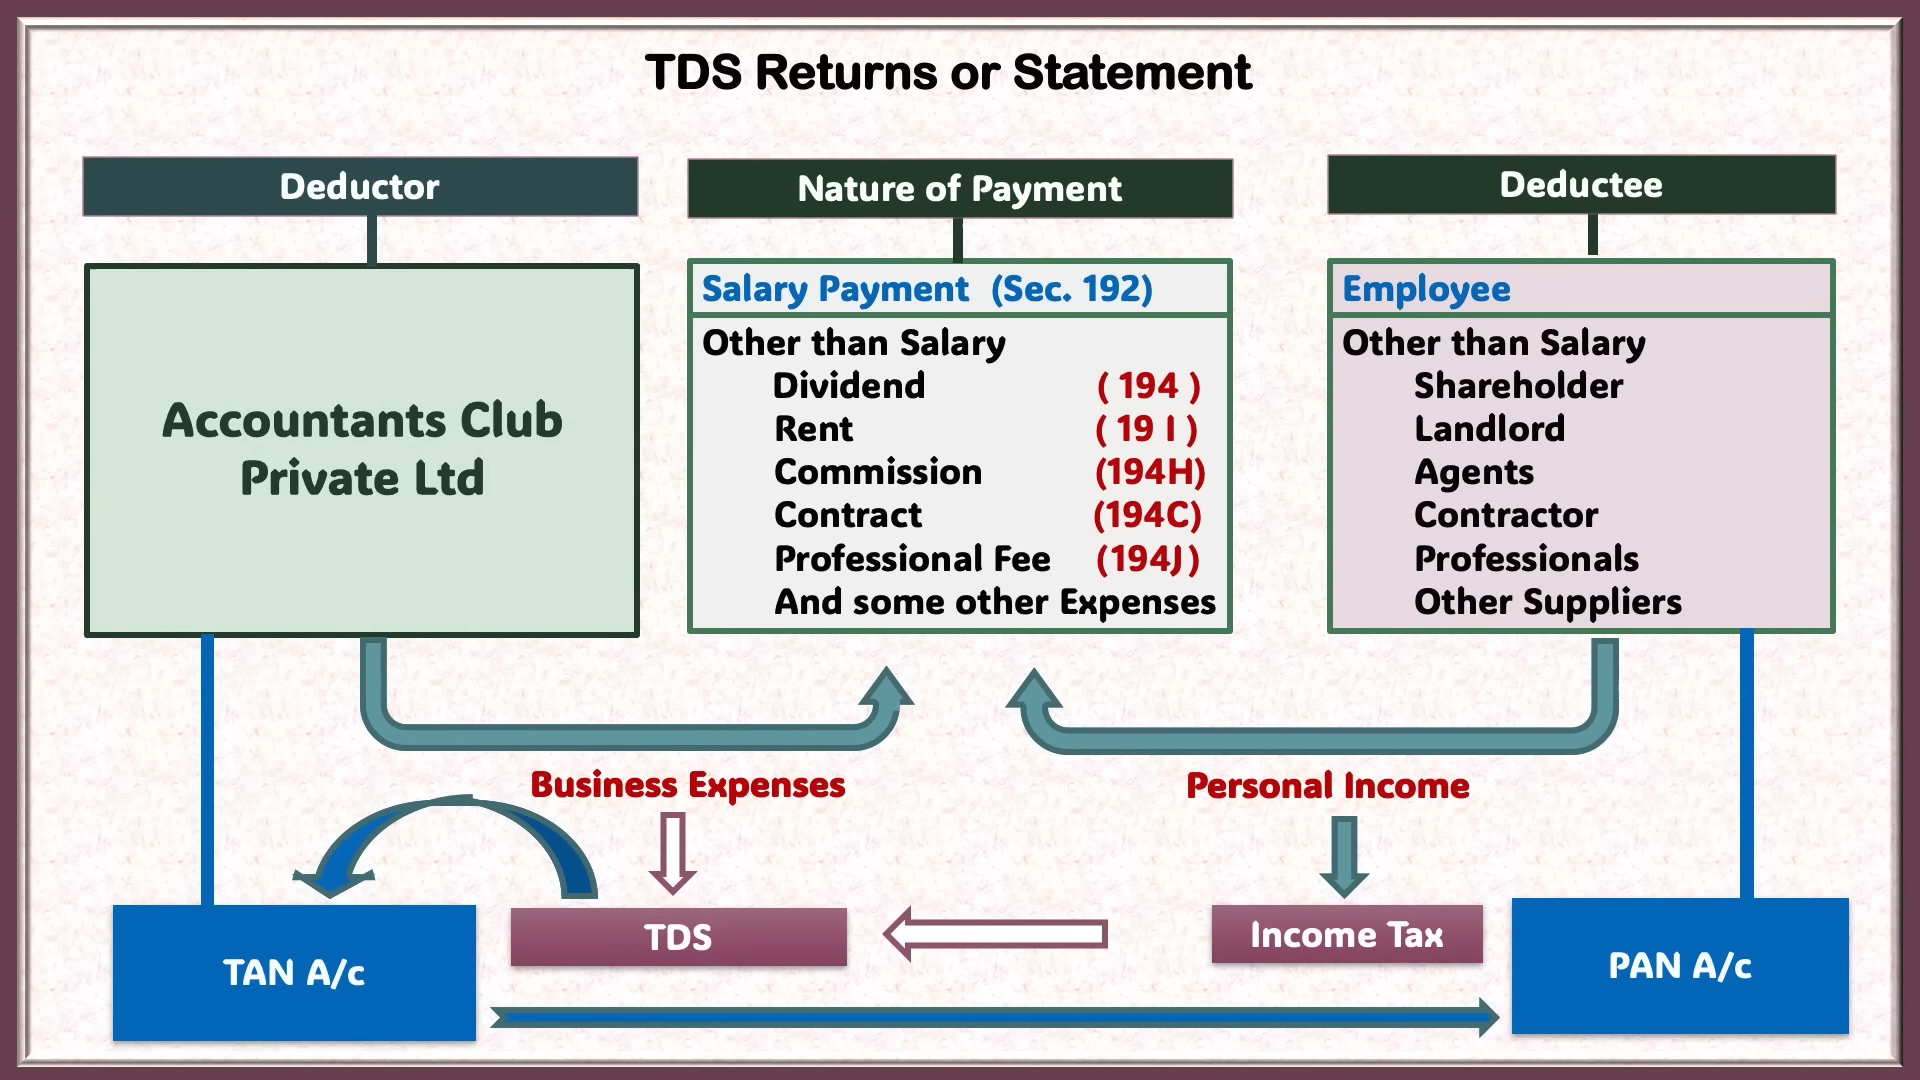 TDS Returns or Statement
Deductor
Accountants Club
Private Ltd
Nature of Payment
Salary Payment (Sec. 192)
Other than Salary
Dividend ( 194 )
Rent ( 19 I )
Commission (194H)
Contract (194C)
Professional Fee (194J)
And some other Expenses
Deductee
Employee
Other than Salary
Shareholder
Landlord
Agents
Contractor
Professionals
Other Suppliers
Business Expenses
Personal Income
TAN A/c
TDS
Income Tax
PAN A/c